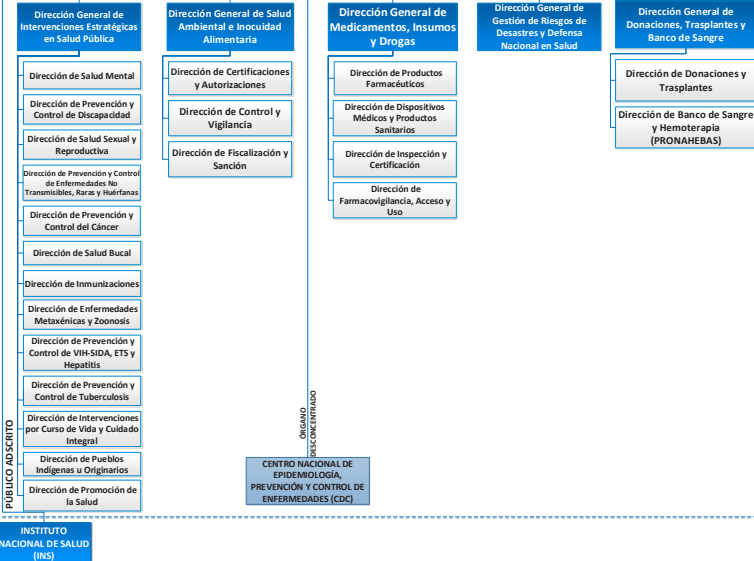 Dirección General de
Intervenciones Estratégicas
en Salud Pública
Dirección de Salud Mental
Dirección de Prevención y
Control de Discapacidad
Dirección de Salud Sexual y
Reproductiva
Dirección de Prevención y Control
de Enfermedades No
Transmisibles, Raras y Huérfanas
Dirección de Prevención y
Control del Cáncer
Dirección de Salud Bucal
Dirección de Inmunizaciones
Dirección de Enfermedades
Metaxénicas y Zoonosis
Dirección de Prevención y
Control de VIH-SIDA, ETS y
Hepatitis
Dirección de Prevención y
Control de Tuberculosis
Dirección de Intervenciones
por Curso de Vida y Cuidado
Integral
Dirección de Pueblos
Indígenas u Originarios
Dirección de Promoción de
la Salud
Dirección General de Salud
Ambiental e Inocuidad
Alimentaria
Dirección de Certificaciones
y Autorizaciones
Dirección de Control y
Vigilancia
Dirección de Fiscalización y
Sanción
Dirección General de
Medicamentos, Insumos
y Drogas
Dirección de Productos
Farmacéuticos
Dirección de Dispositivos
Médicos y Productos
Sanitarios
Dirección de Inspección y
Certificación
Dirección de
Farmacovigilancia, Acceso y
Uso
Dirección General de
Gestión de Riesgos de
Desastres y Defensa
Nacional en Salud
Dirección General de
Donaciones, Trasplantes y
Banco de Sangre
Dirección de Donaciones y
Trasplantes
Dirección de Banco de Sangre
y Hemoterapia
(PRONAHEBAS)
PÚBLICO ADSCRITO
ÓRGANO
DESCONCENTRADO
CENTRO NACIONAL DE
EPIDEMIOLOGÍA,
PREVENCIÓN Y CONTROL DE
ENFERMEDADES (CDC)
INSTITUTO
NACIONAL DE SALUD
(INS)